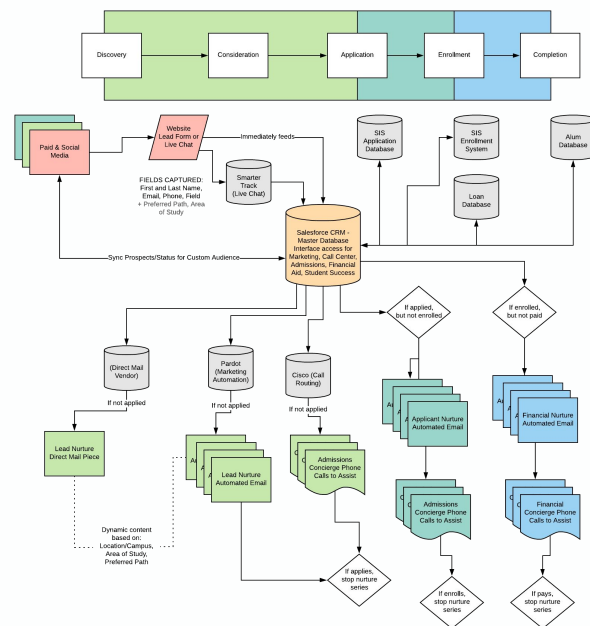 Discovery
Consideration
Application
Enrollment
Completion
Paid & Social
Media
Website
Lead Form or
Live Chat
Immediately feeds
SIS
Application
Database
SIS
Enrollment
System
Alum
Database
FIELDS CAPTURED:
First and Last Name,
Email, Phone, Field
+ Preferred Path, Area
of Study
Smarter
Track
(Live Chat)
Loan
Database
Salesforce CRM -
Master Database
Interface access for
Marketing, Call Center,
Admissions, Financial
Aid, Student Success
Sync Prospects/Status for Custom Audience
If applied,
but not enrolled
If enrolled,
but not paid
(Direct Mail
Vendor)
Pardot
(Marketing
Automation)
Cisco (Call
Routing)
If not applied
If not applied
If not applied
Lead Nurture
Direct Mail Piece
Lead Nurture
Automated Email
Admissions
Concierge Phone
Calls to Assist
Applicant Nurture
Automated Email
Financial Nurture
Automated Email
Admissions
Concierge Phone
Calls to Assist
Financial
Concierge Phone
Calls to Assist
Dynamic content
based on:
Location/Campus,
Area of Study,
Preferred Path
If applies,
stop nurture
series
If enrolls,
stop nurture
series
If pays,
stop nurture
series